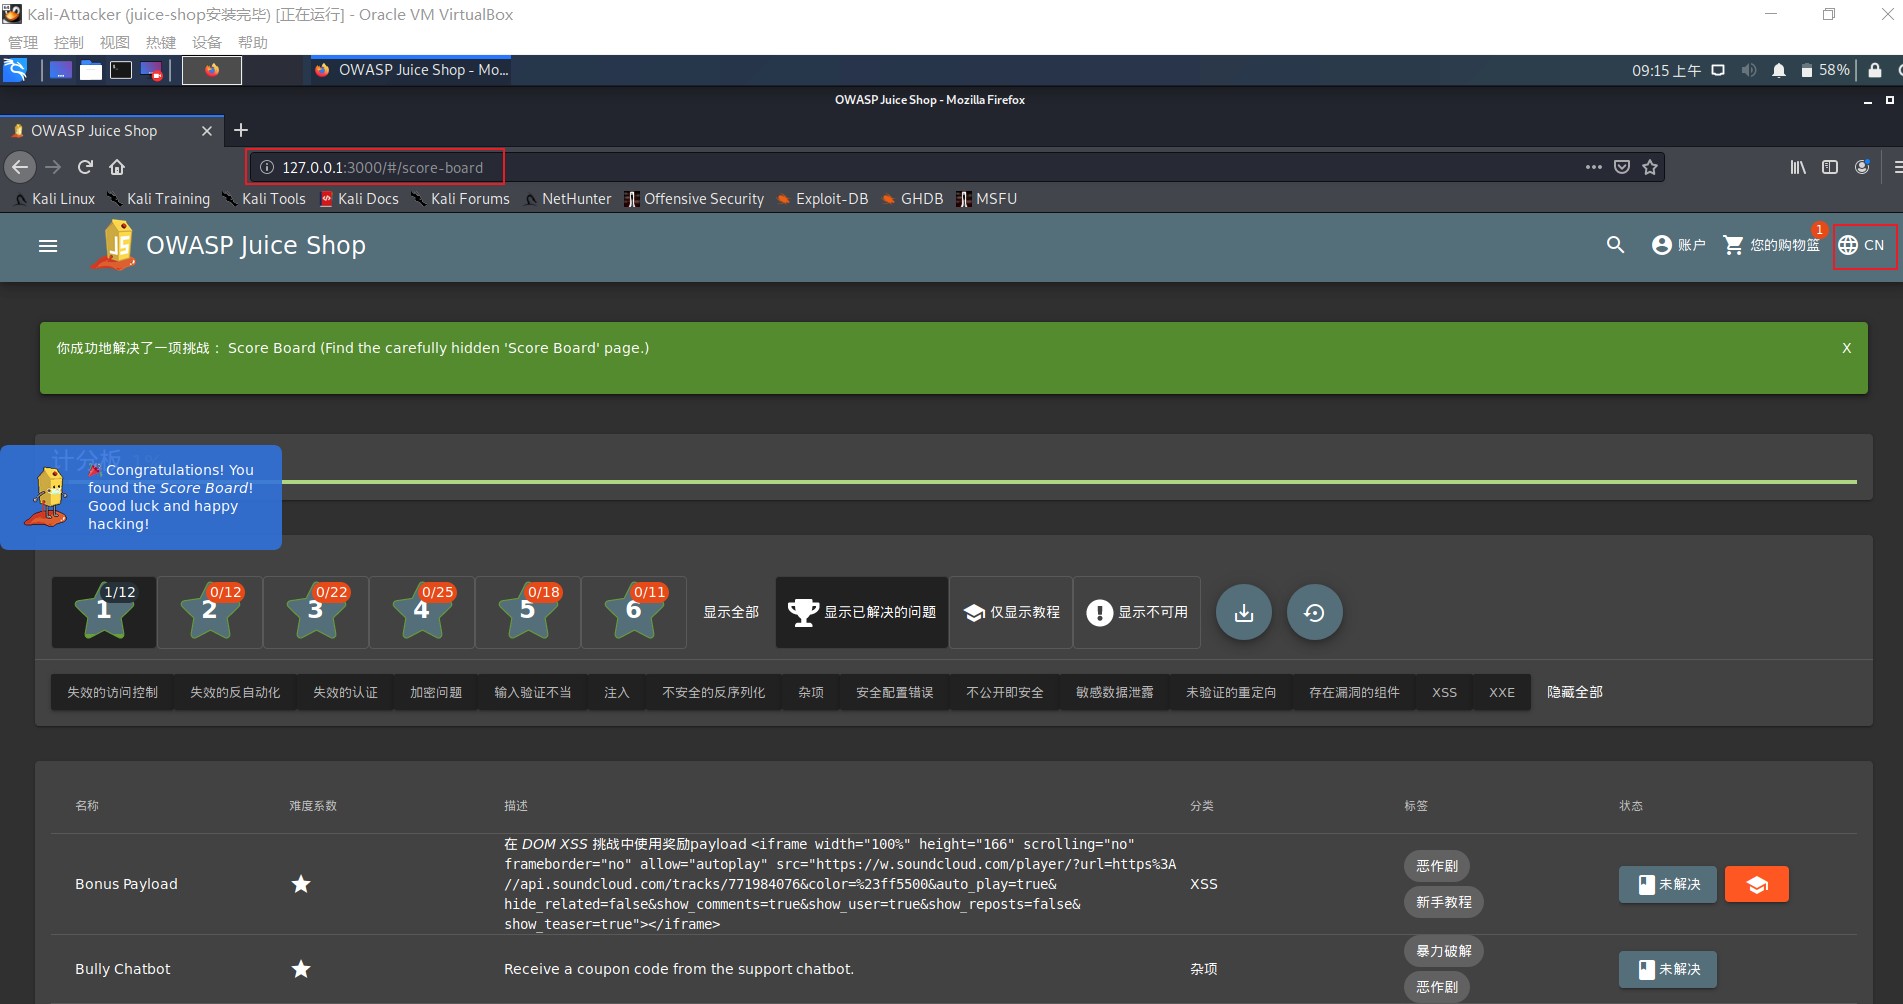 Kali-Attacker (juice-shop安装完毕) [正在运行] - Oracle VM VirtualBox
管理 控制 视图 热键 设备 帮助
OWASP Juice Shop - Mo... 09:15 上午 58%
OWASP Juice Shop - Mozilla Firefox
OWASP Juice Shop
127.0.0.1:3000/#/score-board
Kali Linux Kali Training Kali Tools Kali Docs Kali Forums NetHunter Offensive Security Exploit-DB GHDB MSFU
OWASP Juice Shop 账户 您的购物篮 1 CN
你成功地解决了一项挑战： Score Board (Find the carefully hidden 'Score Board' page.) X
计分板
🎉 Congratulations! You
found the Score Board!
Good luck and happy
hacking!
1 1/12 2 0/12 3 0/22 4 0/25 5 0/18 6 0/11 显示全部 显示已解决的问题 仅显示教程 显示不可用
失效的访问控制 失效的反自动化 失效的认证 加密问题 输入验证不当 注入 不安全的反序列化 杂项 安全配置错误 不公开即安全 敏感数据泄露 未验证的重定向 存在漏洞的组件 XSS XXE 隐藏全部
名称 难度系数 描述 分类 标签 状态
在 DOM XSS 挑战中使用奖励payload <iframe width="100%" height="166" scrolling="no"
frameborder="no" allow="autoplay" src="https://w.soundcloud.com/player/?url=https%3A
Bonus Payload //api.soundcloud.com/tracks/771984076&color=%23ff5500&auto_play=true& XSS 恶作剧 未解决
hide_related=false&show_comments=true&show_user=true&show_reposts=false& 新手教程
show_teaser=true"></iframe>
Bully Chatbot Receive a coupon code from the support chatbot. 杂项 暴力破解 未解决
恶作剧